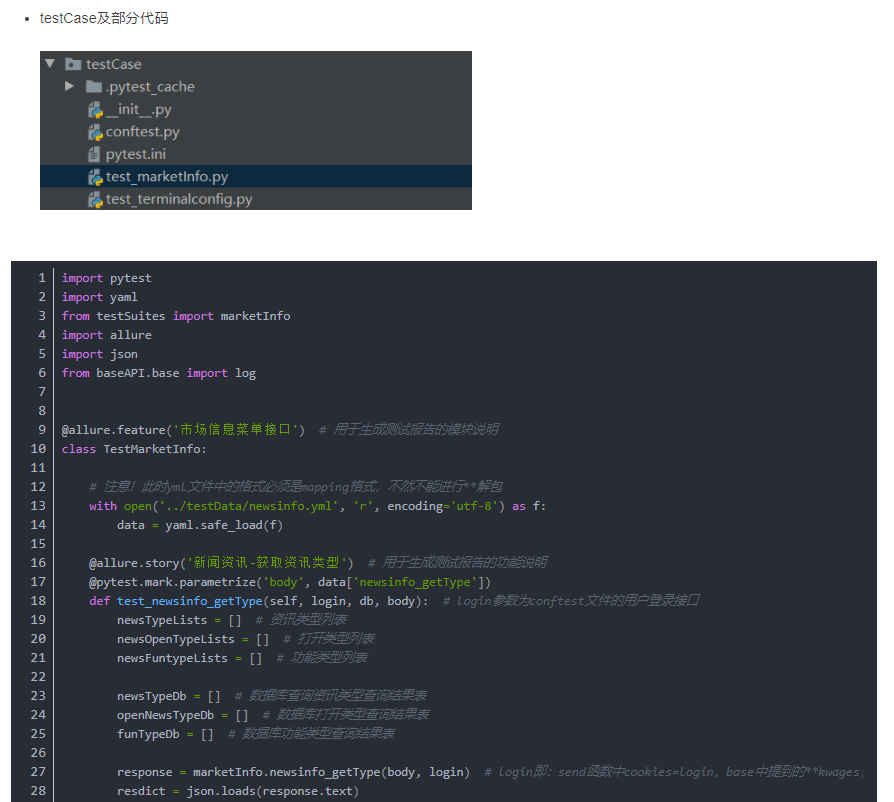 testCase及部分代码
testCase
.pytest_cache
__init__.py
conftest.py
pytest.ini
test_marketInfo.py
test_terminalconfig.py
1 import pytest
2 import yaml
3 from testSuites import marketInfo
4 import allure
5 import json
6 from baseAPI.base import log
7
8
9 @allure.feature('市场信息菜单接口')  # 用于生成测试报告的模块说明
10 class TestMarketInfo:
11
12     # 注意！此时yml文件中的格式必须是mapping格式，不然不能进行**解包
13     with open('../testData/newsinfo.yml', 'r', encoding='utf-8') as f:
14         data = yaml.safe_load(f)
15
16     @allure.story('新闻资讯-获取资讯类型')  # 用于生成测试报告的功能说明
17     @pytest.mark.parametrize('body', data['newsinfo_getType'])
18     def test_newsinfo_getType(self, login, db, body):  # login参数为conftest文件的用户登录接口
19         newsTypeLists = []  # 资讯类型列表
20         newsOpenTypeLists = []  # 打开类型列表
21         newsFuntypeLists = []  # 功能类型列表
22
23         newsTypeDb = []  # 数据库查询资讯类型查询结果表
24         openNewsTypeDb = []  # 数据库打开类型查询结果表
25         funTypeDb = []  # 数据库功能类型查询结果表
26
27         response = marketInfo.newsinfo_getType(body, login)  # login即：send函数中cookies=login，base中提到的**kwages;
28         resdict = json.loads(response.text)